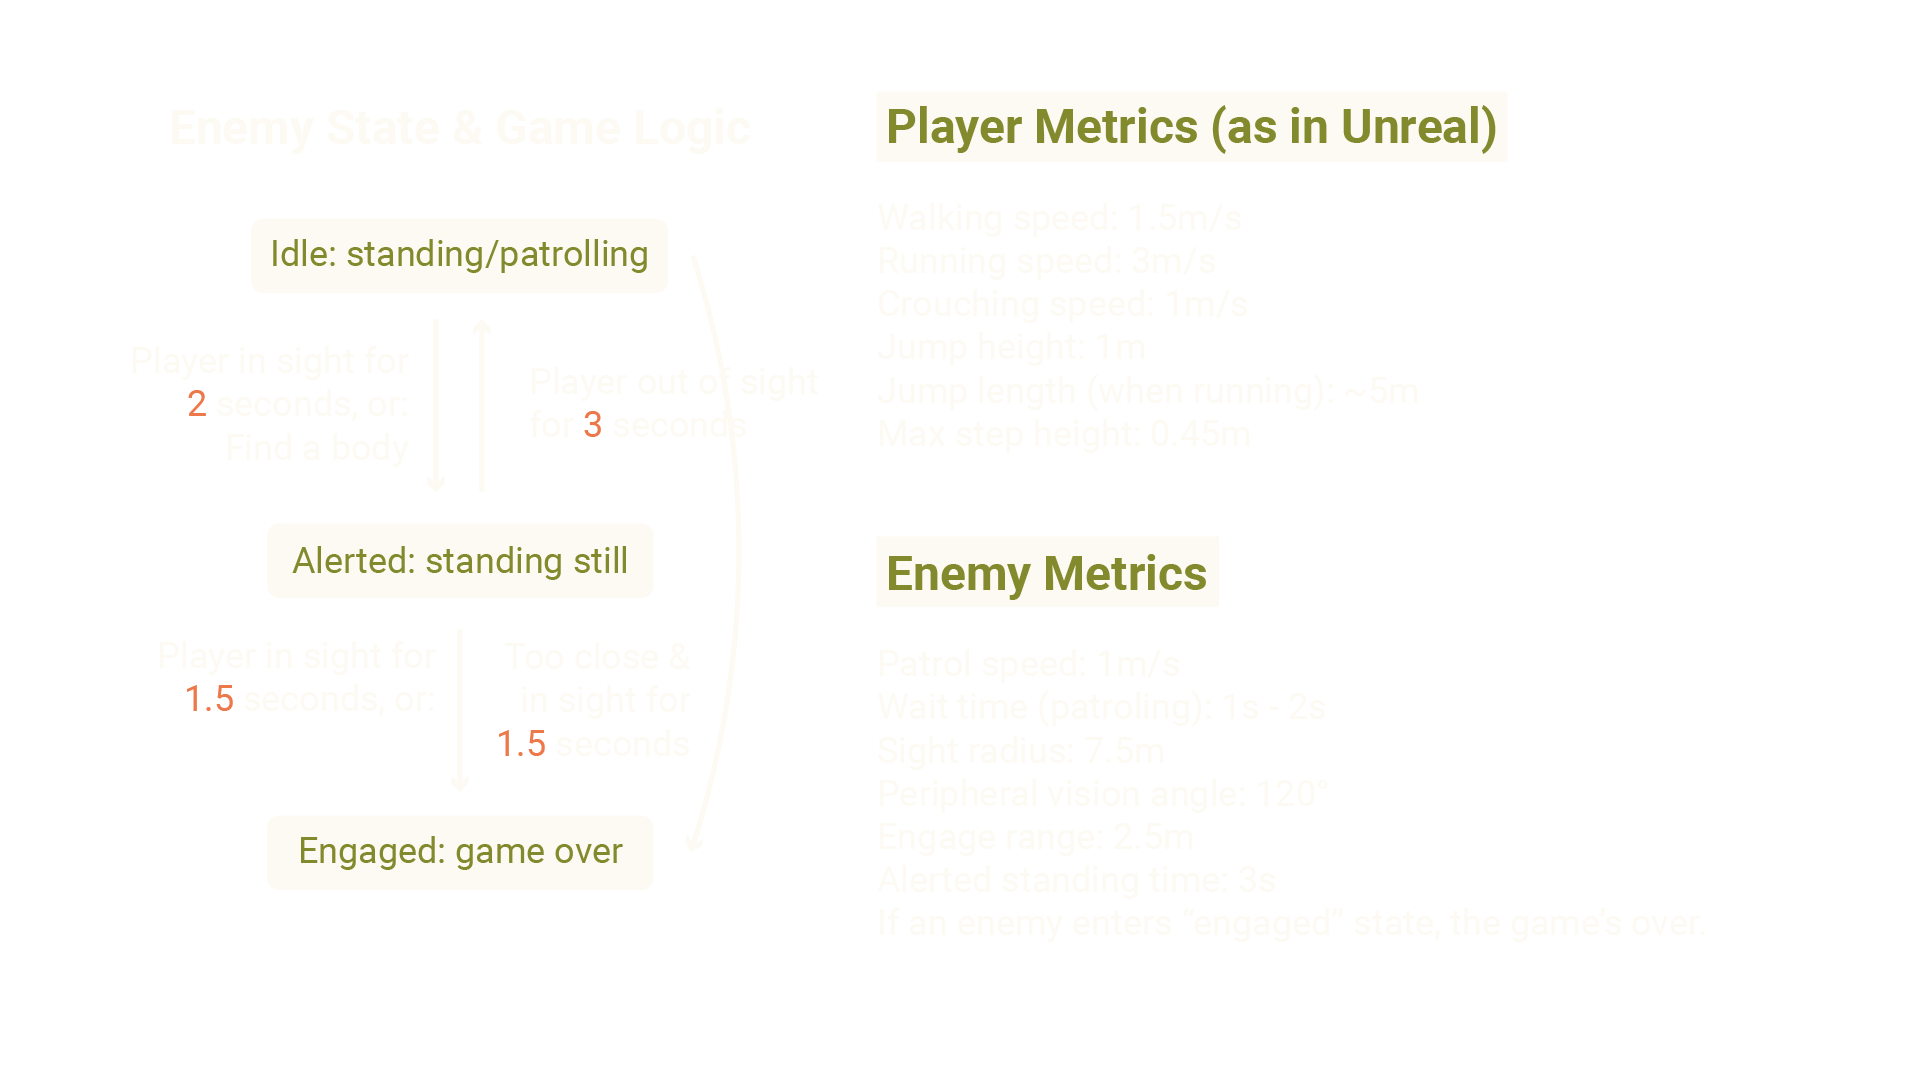 Enemy State & Game Logic
Idle: standing/patrolling
Player in sight for
2 seconds, or:
Find a body
Player out of sight
for 3 seconds
Alerted: standing still
Player in sight for
1.5 seconds, or:
Too close &
in sight for
1.5 seconds
Engaged: game over
Player Metrics (as in Unreal)
Walking speed: 1.5m/s
Running speed: 3m/s
Crouching speed: 1m/s
Jump height: 1m
Jump length (when running): ~5m
Max step height: 0.45m
Enemy Metrics
Patrol speed: 1m/s
Wait time (patroling): 1s - 2s
Sight radius: 7.5m
Peripheral vision angle: 120°
Engage range: 2.5m
Alerted standing time: 3s
If an enemy enters “engaged” state, the game’s over.